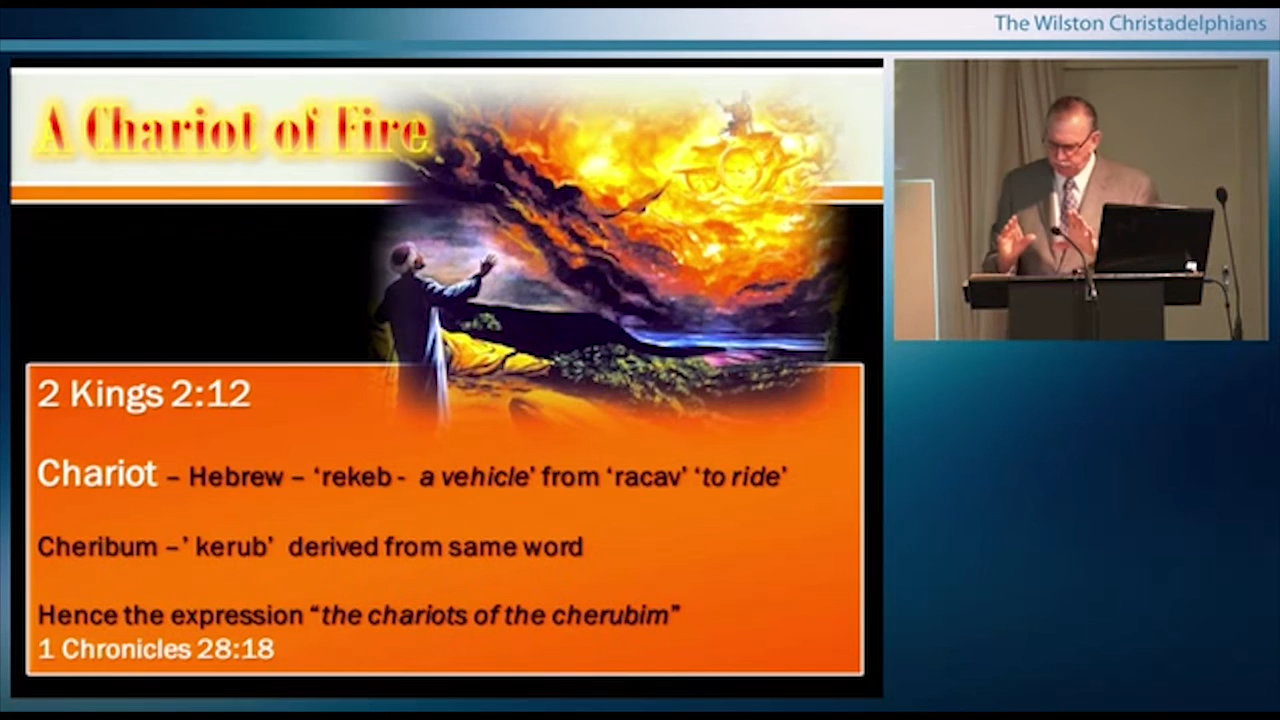 The Wilston Christadelphians
A Chariot of Fire
2 Kings 2:12
Chariot – Hebrew – ‘rekeb - a vehicle’ from ‘racav’ ‘to ride’
Cheribum –’ kerub’ derived from same word
Hence the expression “the chariots of the cherubim”
1 Chronicles 28:18